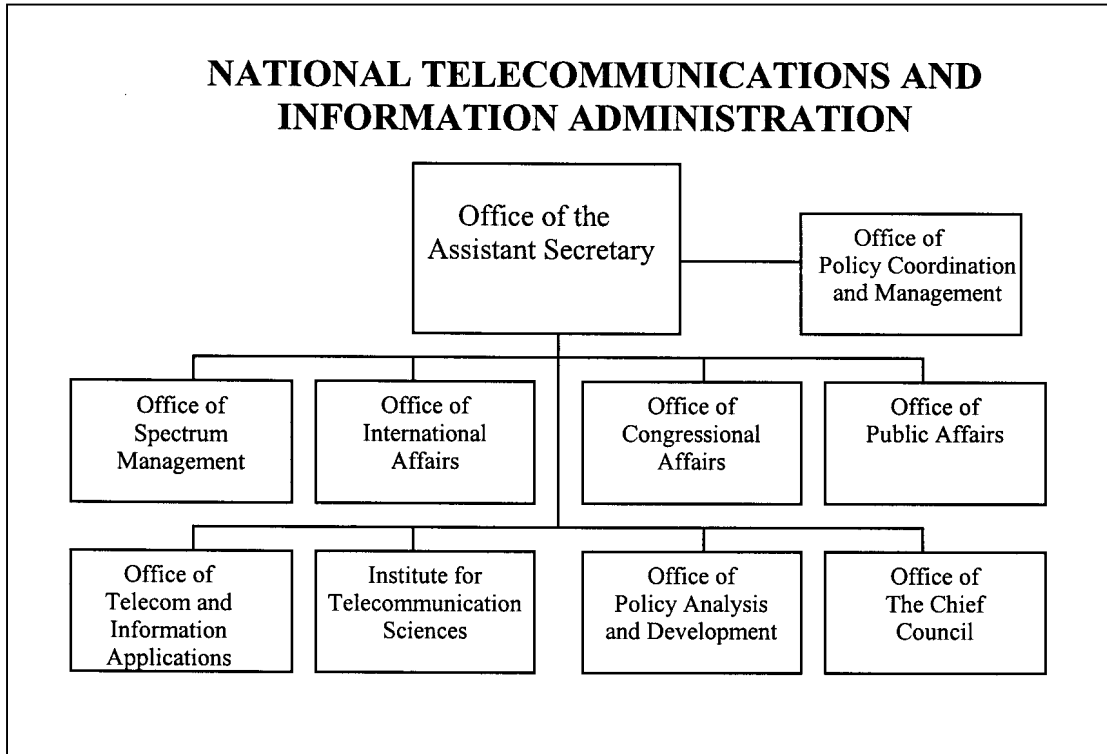 NATIONAL TELECOMMUNICATIONS AND
INFORMATION ADMINISTRATION
Office of the
Assistant Secretary
Office of
Policy Coordination
and Management
Office of
Spectrum
Management
Office of
International
Affairs
Office of
Congressional
Affairs
Office of
Public Affairs
Office of
Telecom and
Information
Applications
Institute for
Telecommunication
Sciences
Office of
Policy Analysis
and Development
Office of
The Chief
Council